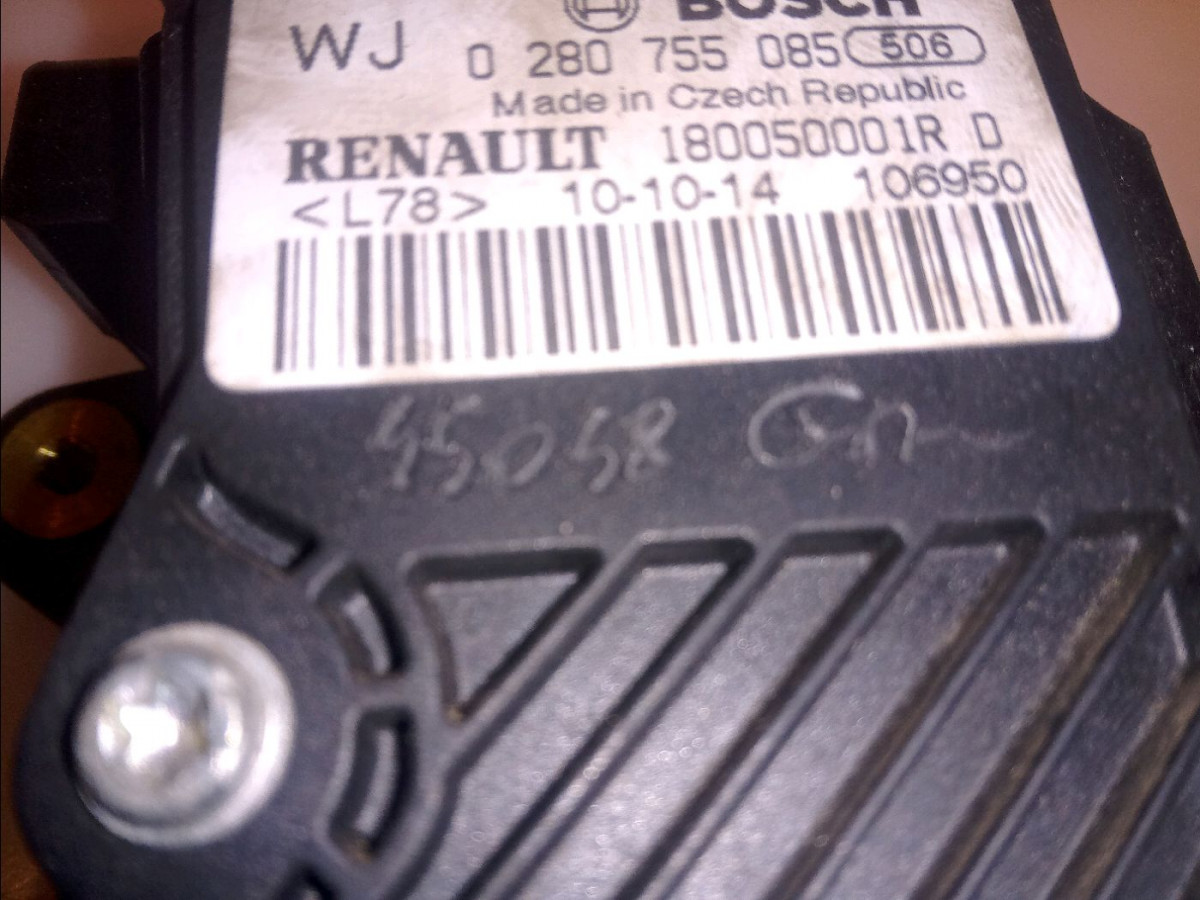 BOSCH
WJ 0 280 755 085 506
Made in Czech Republic
RENAULT 180050001R D
<L78> 10-10-14 106950
45058